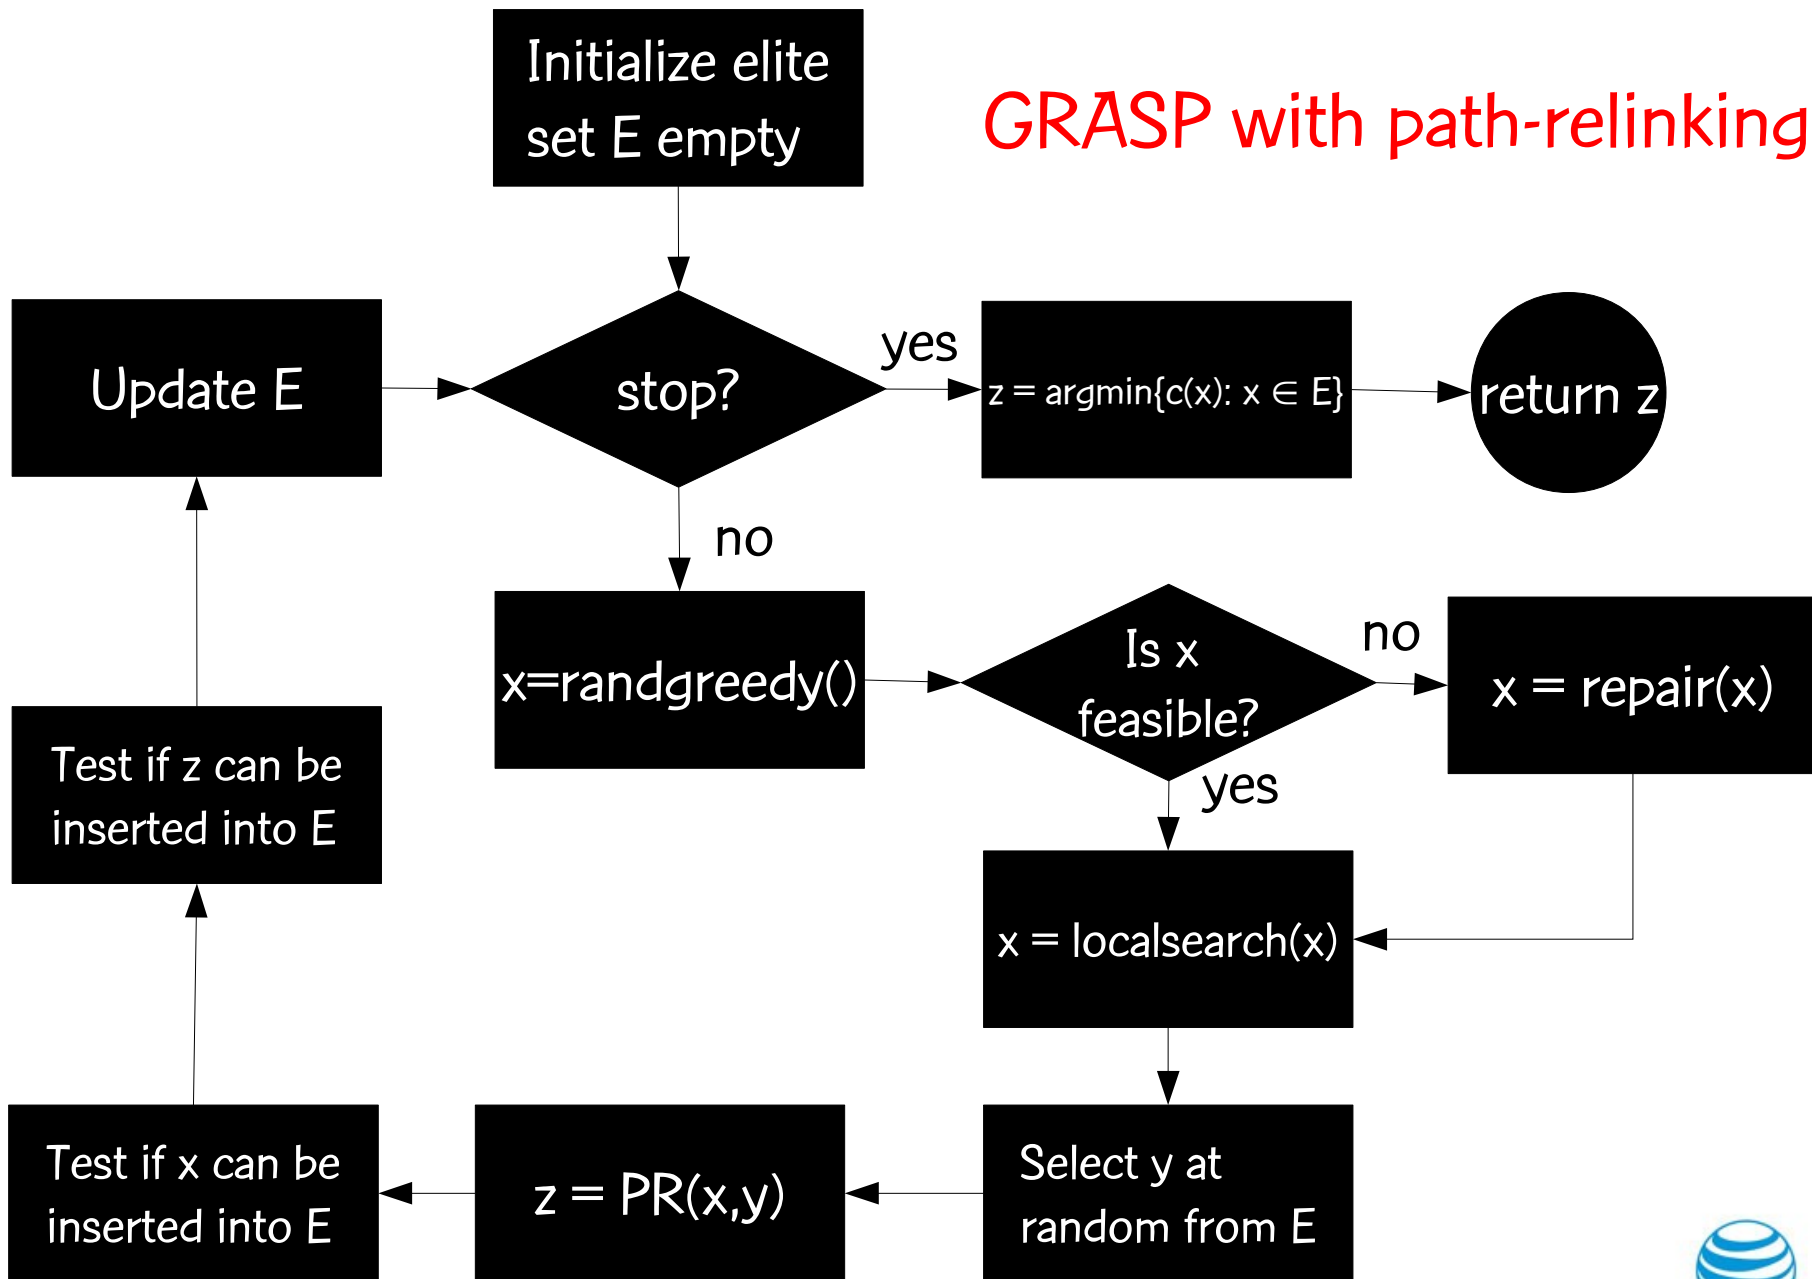 Initialize elite
set E empty
GRASP with path-relinking
Update E
stop?
yes
z = argmin{c(x): x ∈ E}
return z
no
x=randgreedy()
Is x
feasible?
no
x = repair(x)
yes
Test if z can be
inserted into E
x = localsearch(x)
Test if x can be
inserted into E
z = PR(x,y)
Select y at
random from E